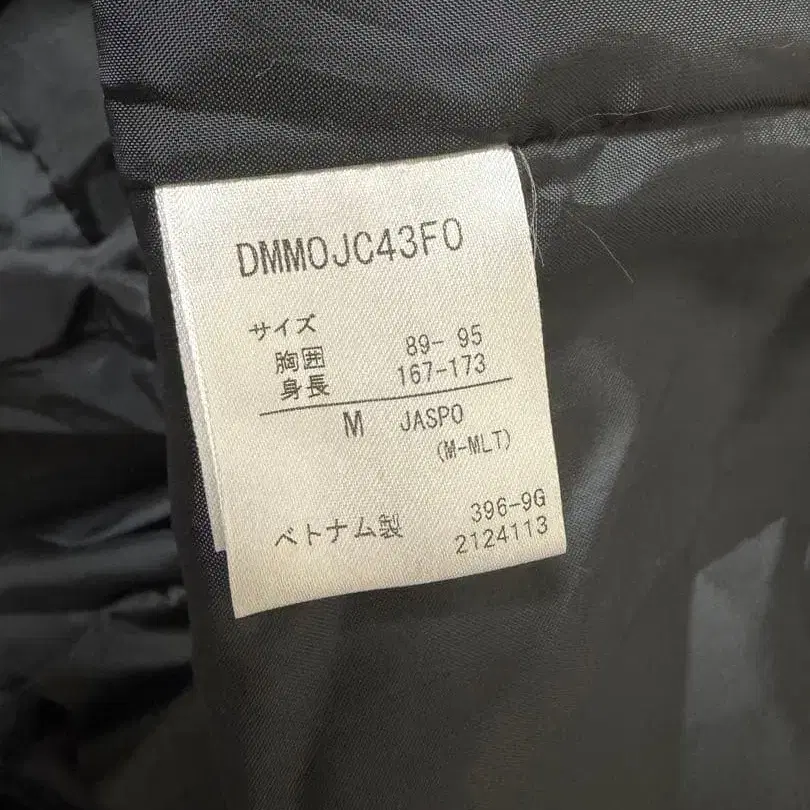 DMMOJC43F0
サイズ
胸囲 89- 95
身長 167-173
M JASPO
(M-MLT)
396-9G
ベトナム製 2124113